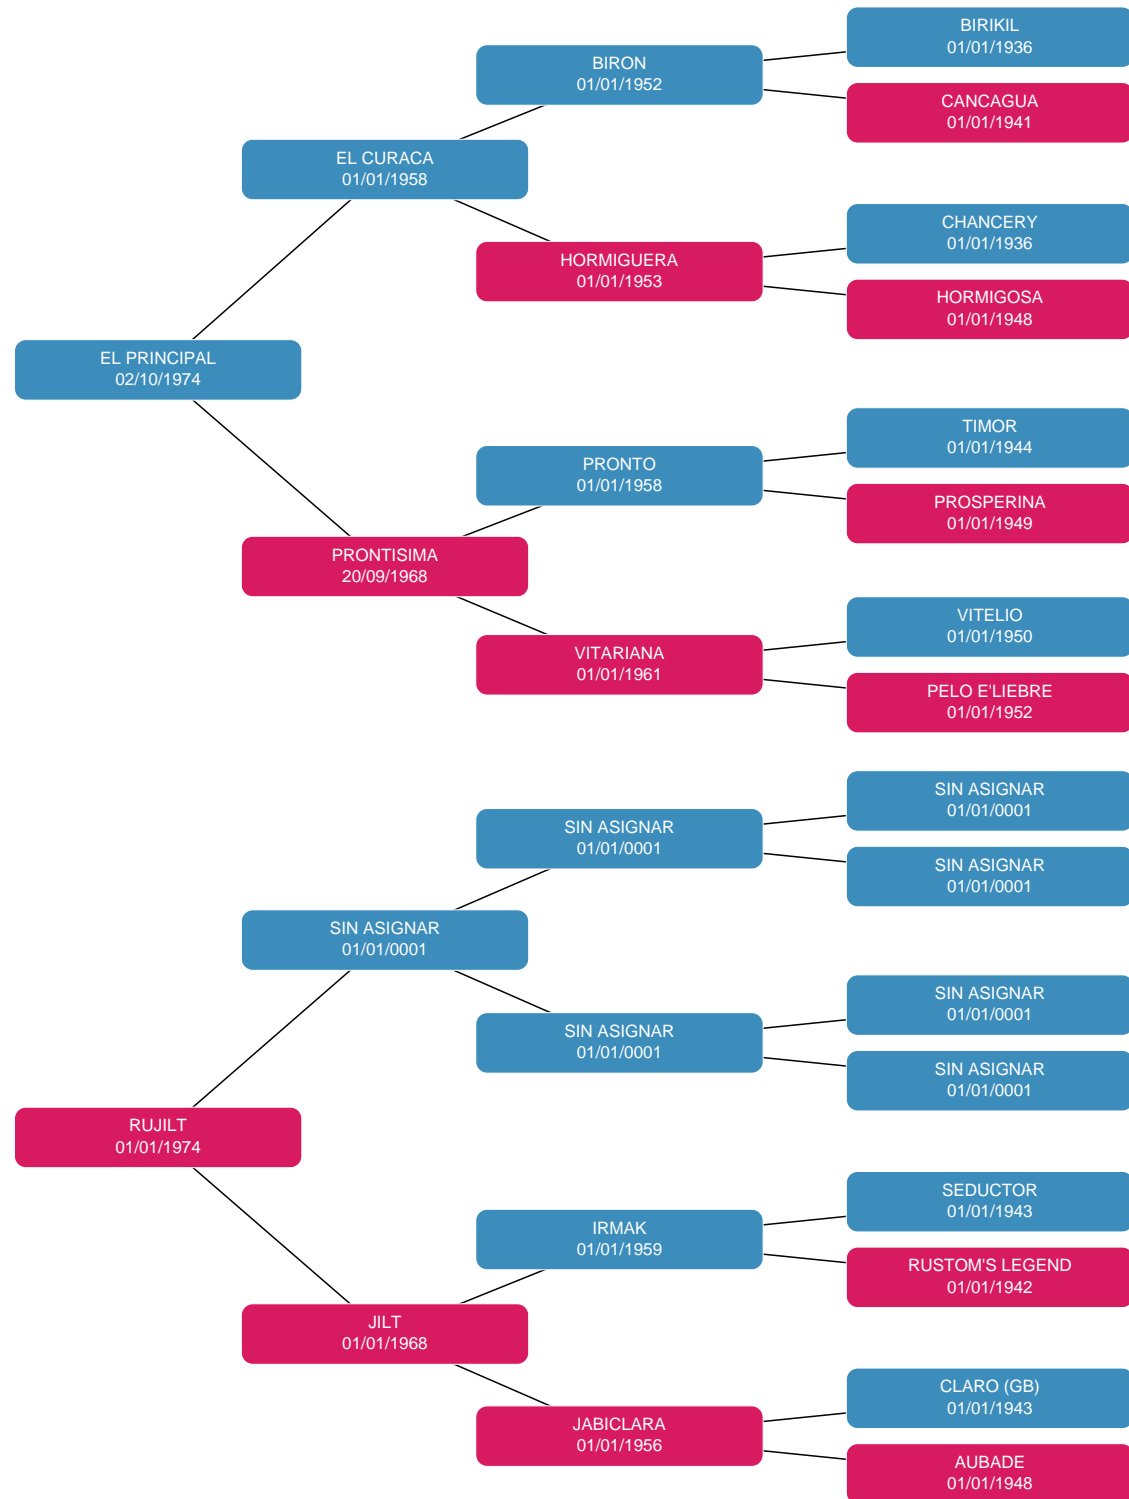 BIRIKIL
01/01/1936
BIRON
01/01/1952
CANCAGUA
01/01/1941
EL CURACA
01/01/1958
CHANCERY
01/01/1936
HORMIGUERA
01/01/1953
HORMIGOSA
01/01/1948
EL PRINCIPAL
02/10/1974
TIMOR
01/01/1944
PRONTO
01/01/1958
PROSPERINA
01/01/1949
PRONTISIMA
20/09/1968
VITELIO
01/01/1950
VITARIANA
01/01/1961
PELO E'LIEBRE
01/01/1952
SIN ASIGNAR
01/01/0001
SIN ASIGNAR
01/01/0001
SIN ASIGNAR
01/01/0001
SIN ASIGNAR
01/01/0001
SIN ASIGNAR
01/01/0001
SIN ASIGNAR
01/01/0001
SIN ASIGNAR
01/01/0001
RUJILT
01/01/1974
SEDUCTOR
01/01/1943
IRMAK
01/01/1959
RUSTOM'S LEGEND
01/01/1942
JILT
01/01/1968
CLARO (GB)
01/01/1943
JABICLARA
01/01/1956
AUBADE
01/01/1948